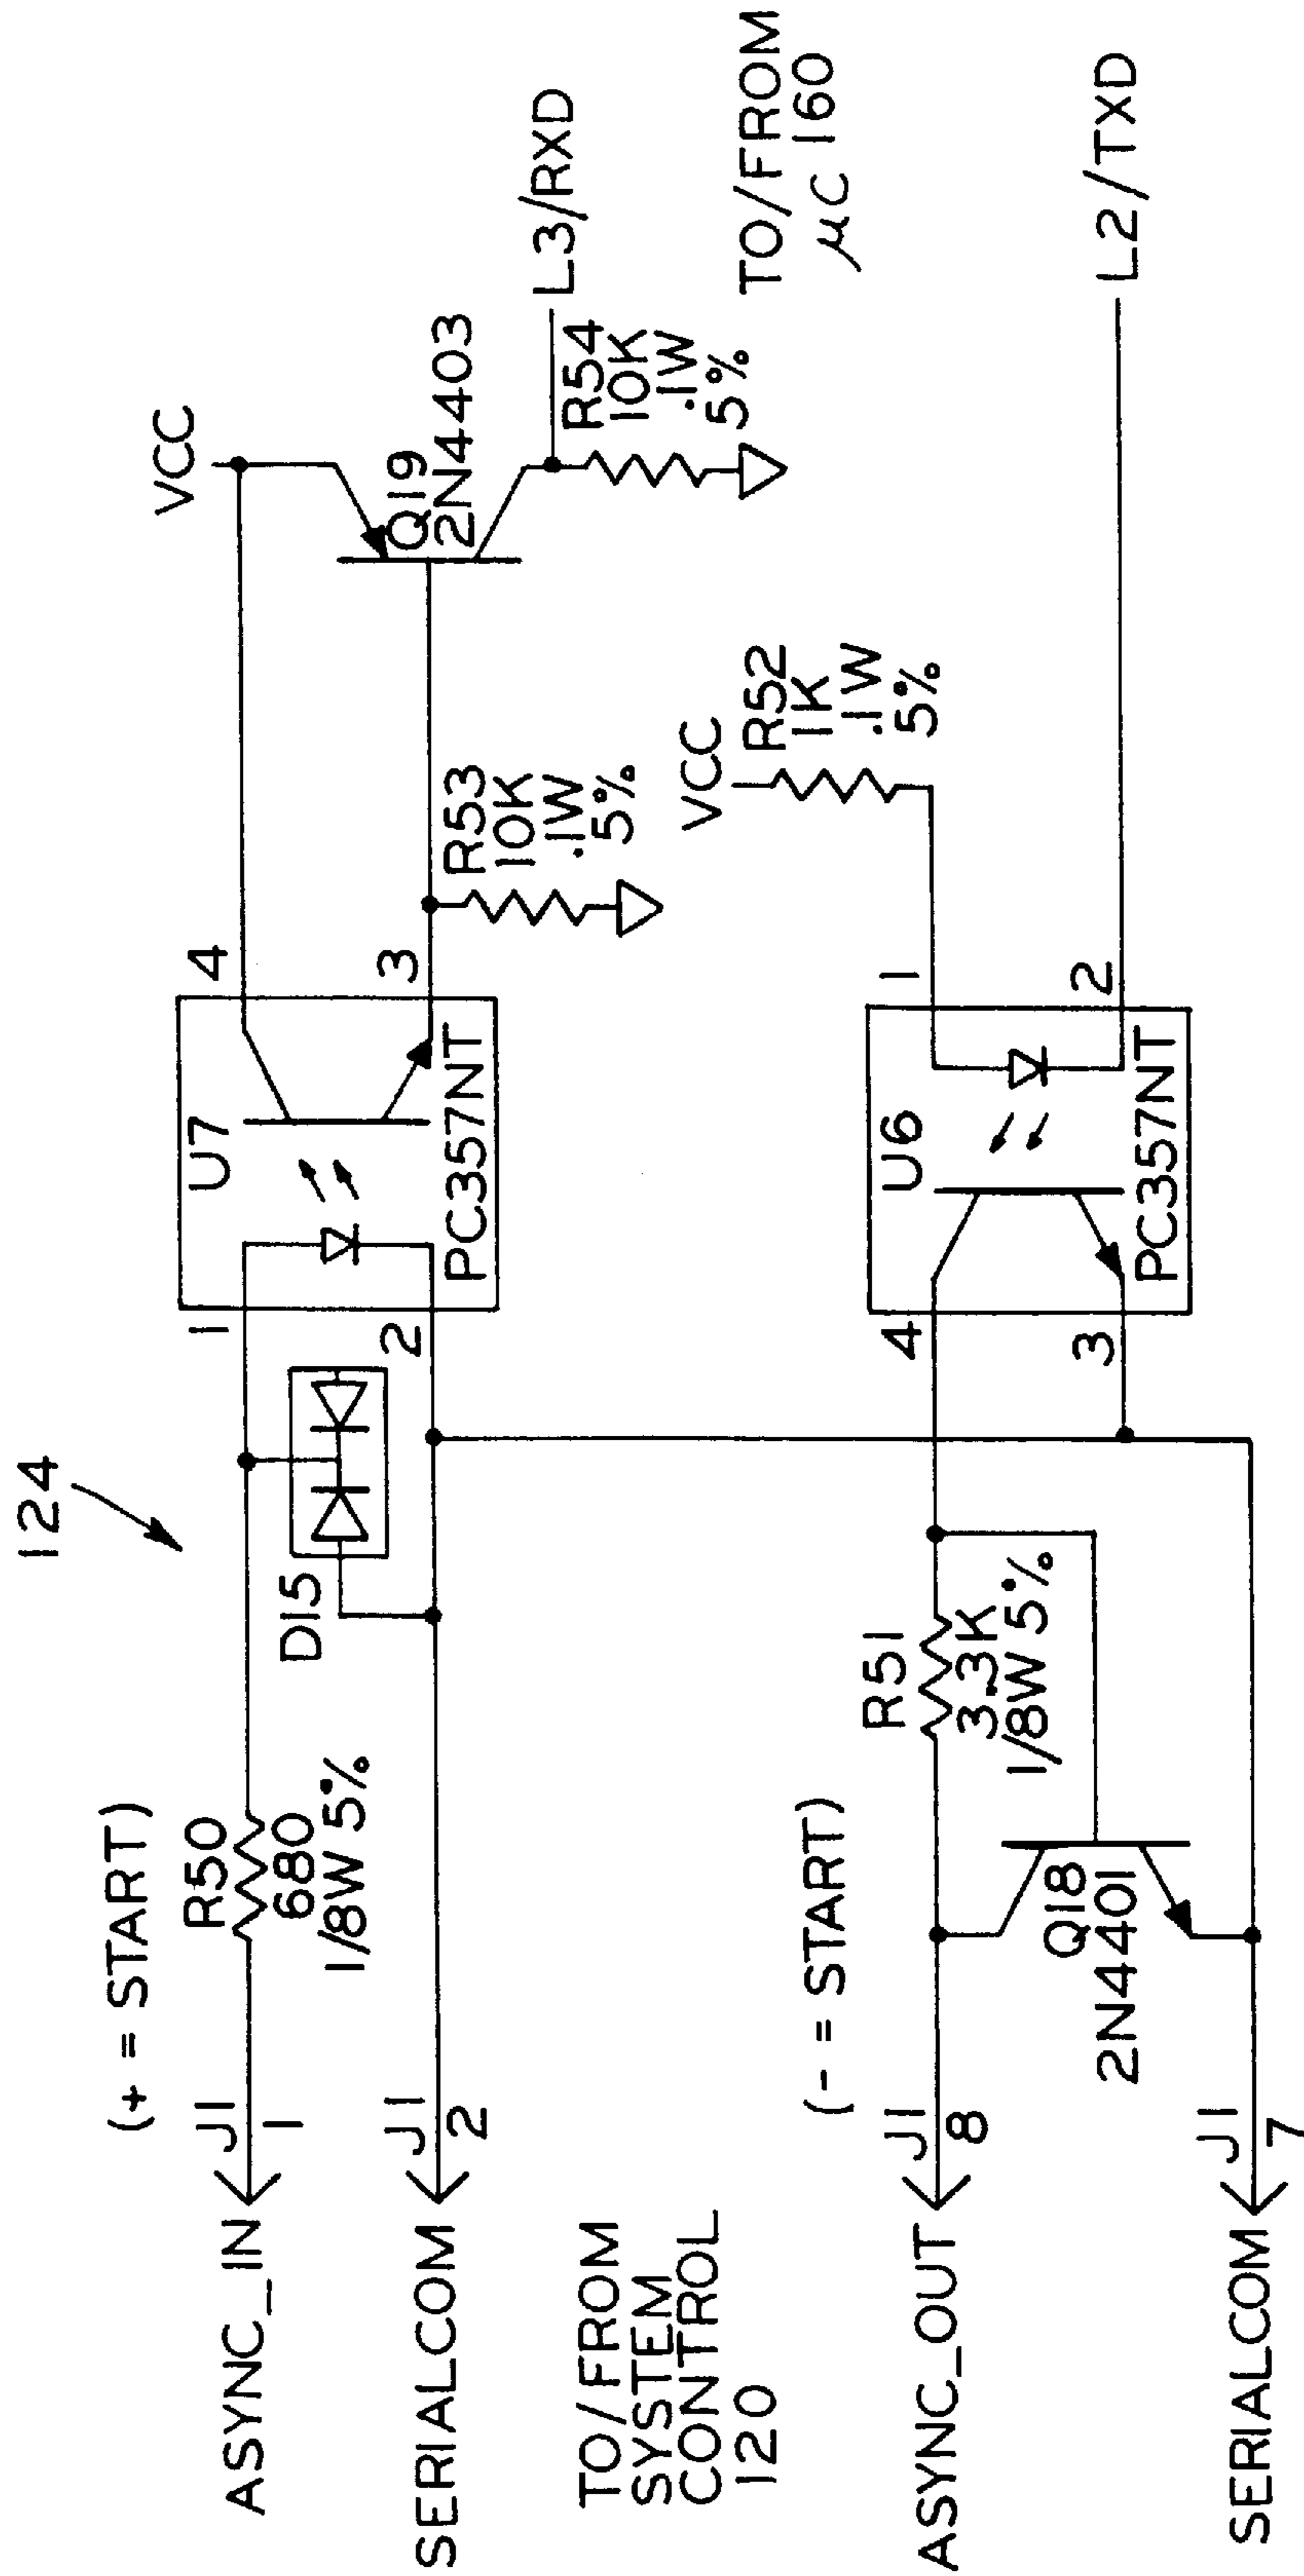 124
(+ = START)
J1
1
ASYNC_IN
R50
680
1/8W 5%
D15
1
U7
4
VCC
J1
2
SERIALCOM
2
PC357NT
3
R53
10K
.1W
5%
Q19
2N4403
L3/RXD
R54
10K
.1W
5%
TO/FROM
SYSTEM
CONTROL
120
TO/FROM
μC 160
(- = START)
J1
8
ASYNC_OUT
R51
3.3K
1/8W 5%
4
U6
1
VCC
R52
1K
.1W
5%
Q18
2N4401
3
PC357NT
2
L2/TXD
J1
7
SERIALCOM